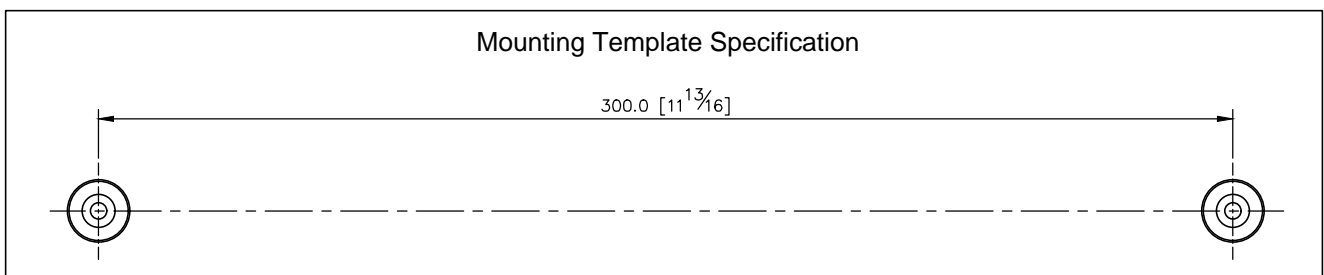 Mounting Template Specification
300.0 [11 13/16]